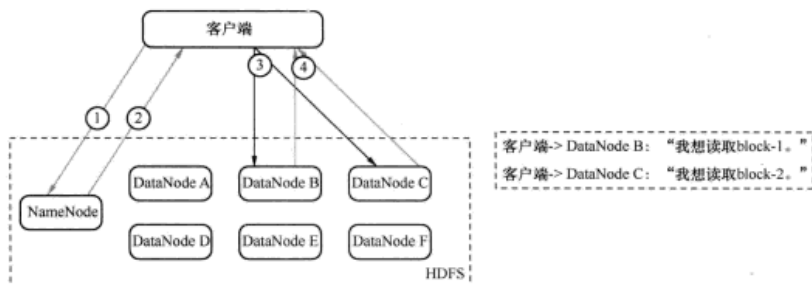 客户端
③ ④
① ②
客户端-> DataNode B：“我想读取block-1。”
客户端-> DataNode C：“我想读取block-2。”
DataNode A DataNode B DataNode C
NameNode
DataNode D DataNode E DataNode F
HDFS